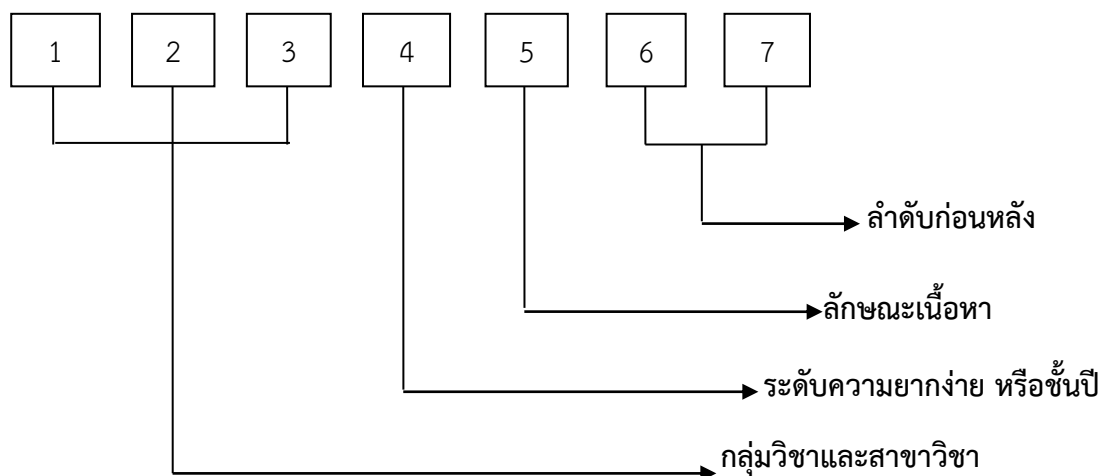 1 2 3 4 5 6 7
ลำดับก่อนหลัง
ลักษณะเนื้อหา
ระดับความยากง่าย หรือชั้นปี
กลุ่มวิชาและสาขาวิชา